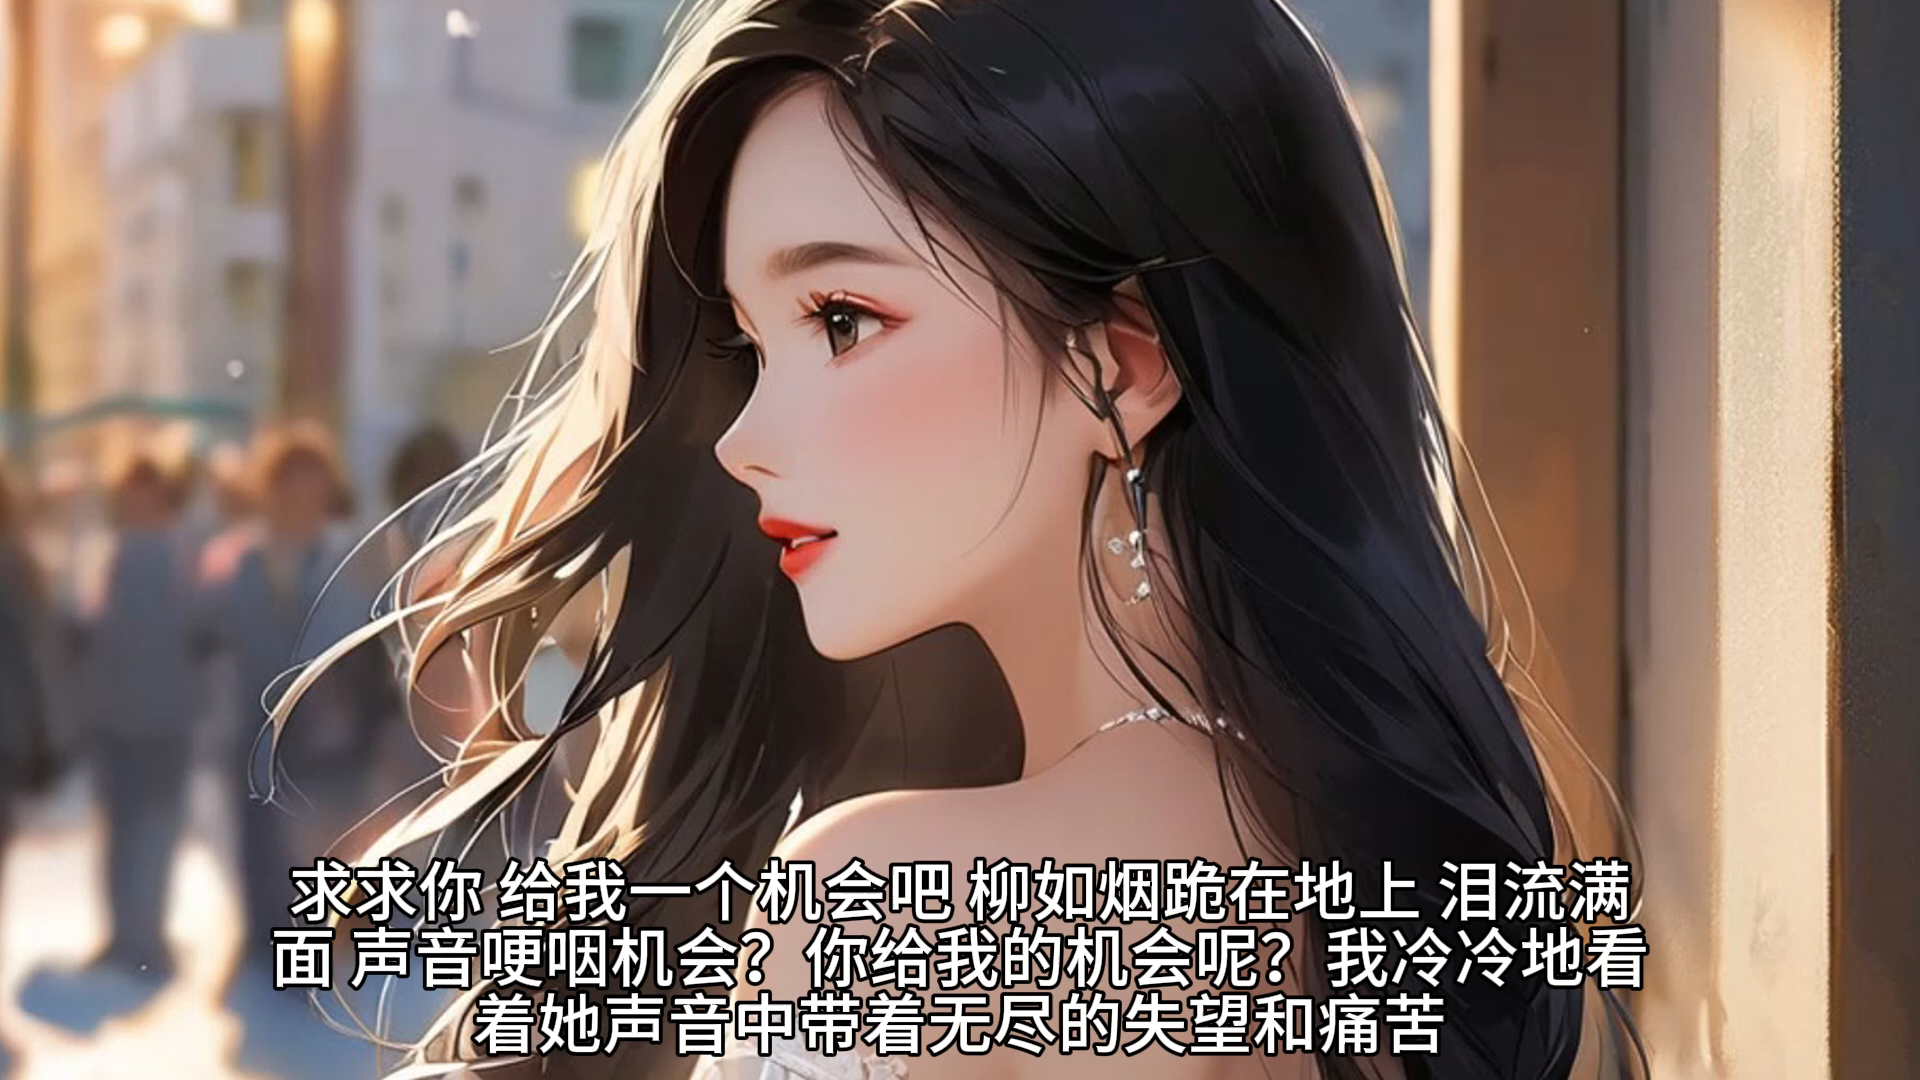 求求你 给我一个机会吧 柳如烟跪在地上 泪流满
面 声音哽咽机会？你给我的机会呢？我冷冷地看
着她声音中带着无尽的失望和痛苦